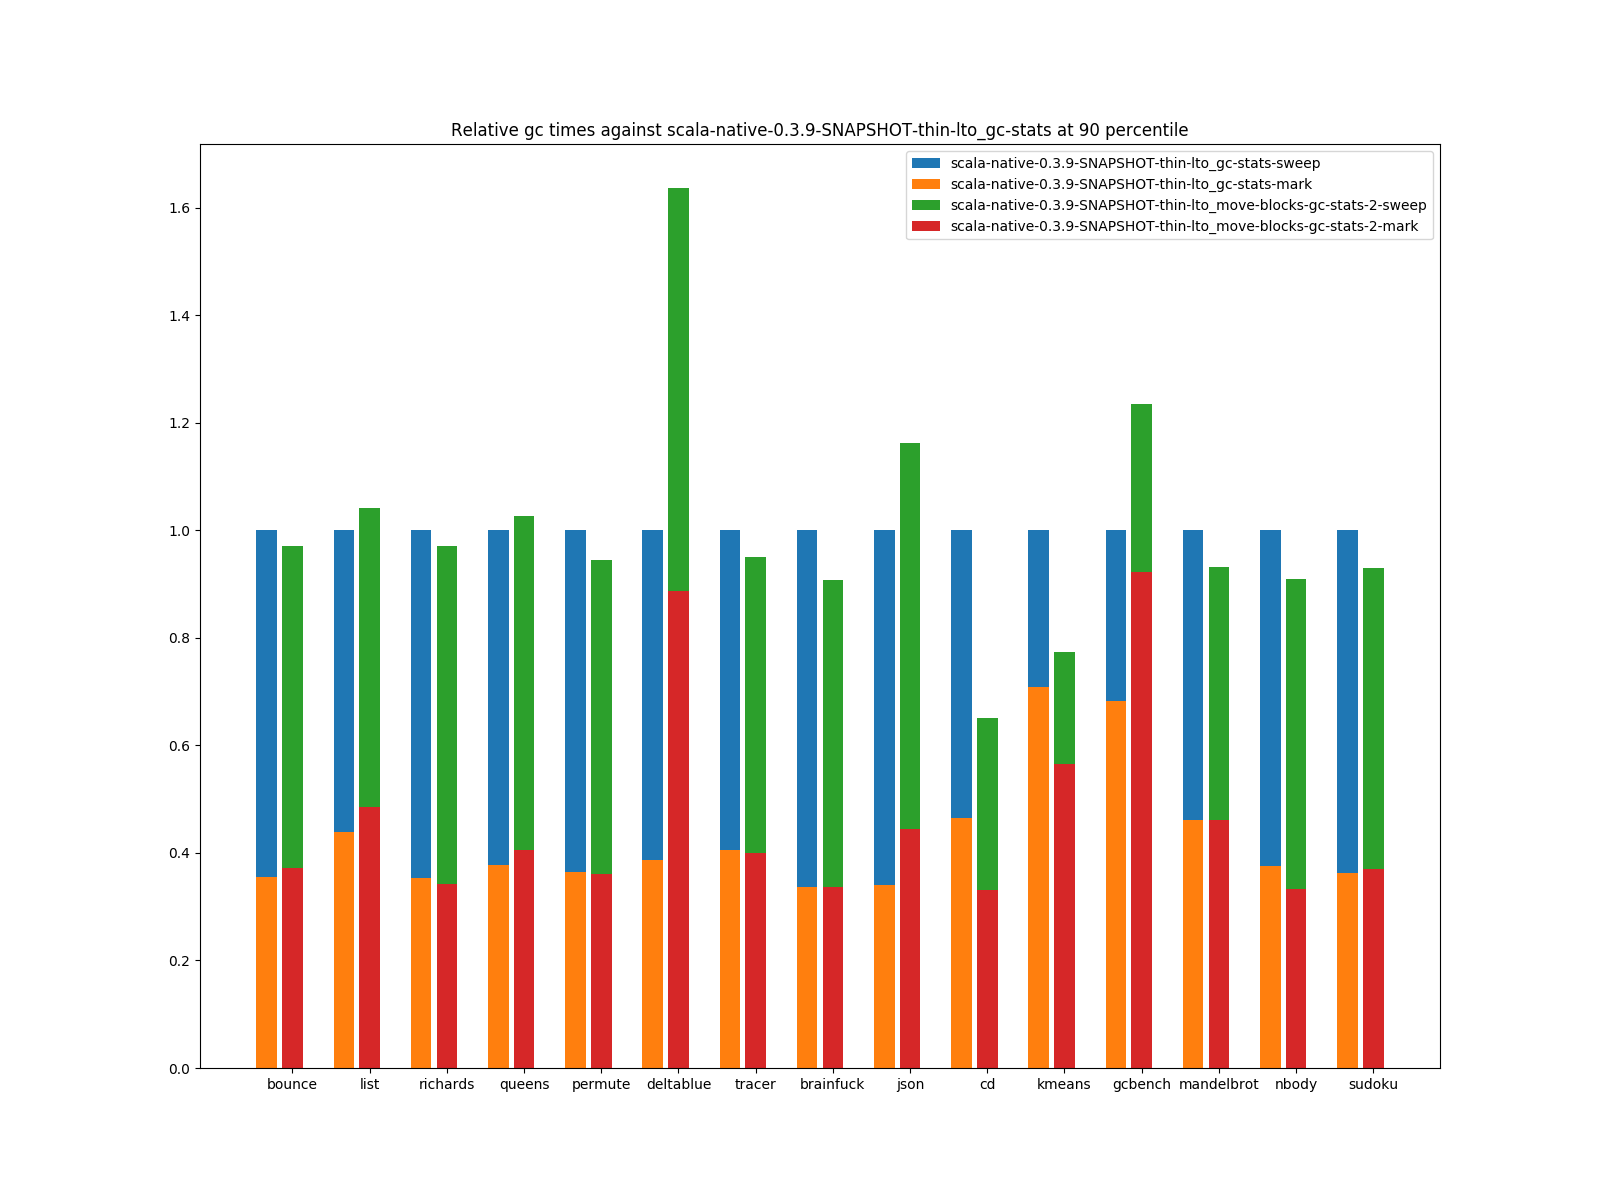 Relative gc times against scala-native-0.3.9-SNAPSHOT-thin-lto_gc-stats at 90 percentile
scala-native-0.3.9-SNAPSHOT-thin-lto_gc-stats-sweep
scala-native-0.3.9-SNAPSHOT-thin-lto_gc-stats-mark
scala-native-0.3.9-SNAPSHOT-thin-lto_move-blocks-gc-stats-2-sweep
scala-native-0.3.9-SNAPSHOT-thin-lto_move-blocks-gc-stats-2-mark
1.6
1.4
1.2
1.0
0.8
0.6
0.4
0.2
0.0
bounce list richards queens permute deltablue tracer brainfuck json cd kmeans gcbench mandelbrot nbody sudoku